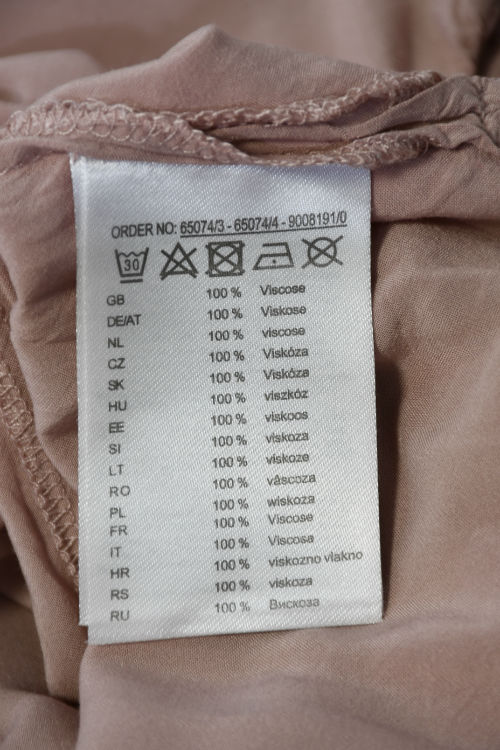 ORDER NO: 65074/3 - 65074/4 - 9008191/0
30
GB 100 % Viscose
DE/AT 100 % Viskose
NL 100 % viscose
CZ 100 % Viskóza
SK 100 % Viskóza
HU 100 % viszkóz
EE 100 % viskoos
SI 100 % viskoza
LT 100 % viskoze
RO 100 % vâscoza
PL 100 % wiskoza
FR 100 % Viscose
IT 100 % Viscosa
HR 100 % viskozno vlakno
RS 100 % viskoza
RU 100 % Вискоза